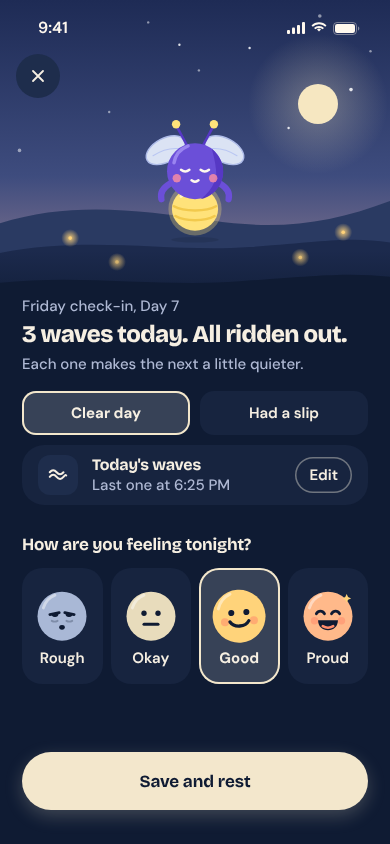 9:41
Friday check-in, Day 7
3 waves today. All ridden out.
Each one makes the next a little quieter.
Clear day
Had a slip
Today's waves
Last one at 6:25 PM
Edit
How are you feeling tonight?
Rough
Okay
Good
Proud
Save and rest